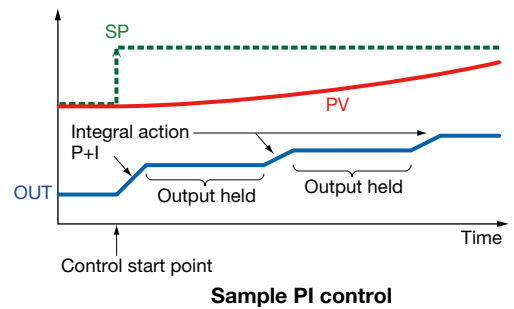 SP
PV
Integral action
P+I
OUT
Output held
Output held
Time
Control start point
Sample PI control